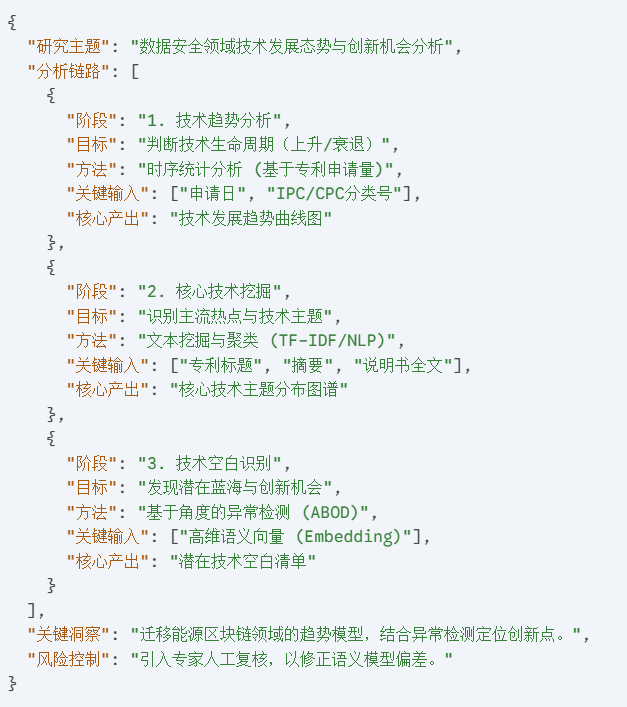 {
  "研究主题": "数据安全领域技术发展态势与创新机会分析",
  "分析链路": [
    {
      "阶段": "1. 技术趋势分析",
      "目标": "判断技术生命周期（上升/衰退）",
      "方法": "时序统计分析 (基于专利申请量)",
      "关键输入": ["申请日", "IPC/CPC分类号"],
      "核心产出": "技术发展趋势曲线图"
    },
    {
      "阶段": "2. 核心技术挖掘",
      "目标": "识别主流热点与技术主题",
      "方法": "文本挖掘与聚类 (TF-IDF/NLP)",
      "关键输入": ["专利标题", "摘要", "说明书全文"],
      "核心产出": "核心技术主题分布图谱"
    },
    {
      "阶段": "3. 技术空白识别",
      "目标": "发现潜在蓝海与创新机会",
      "方法": "基于角度的异常检测 (ABOD)",
      "关键输入": ["高维语义向量 (Embedding)"],
      "核心产出": "潜在技术空白清单"
    }
  ],
  "关键洞察": "迁移能源区块链领域的趋势模型，结合异常检测定位创新点。",
  "风险控制": "引入专家人工复核，以修正语义模型偏差。"
}